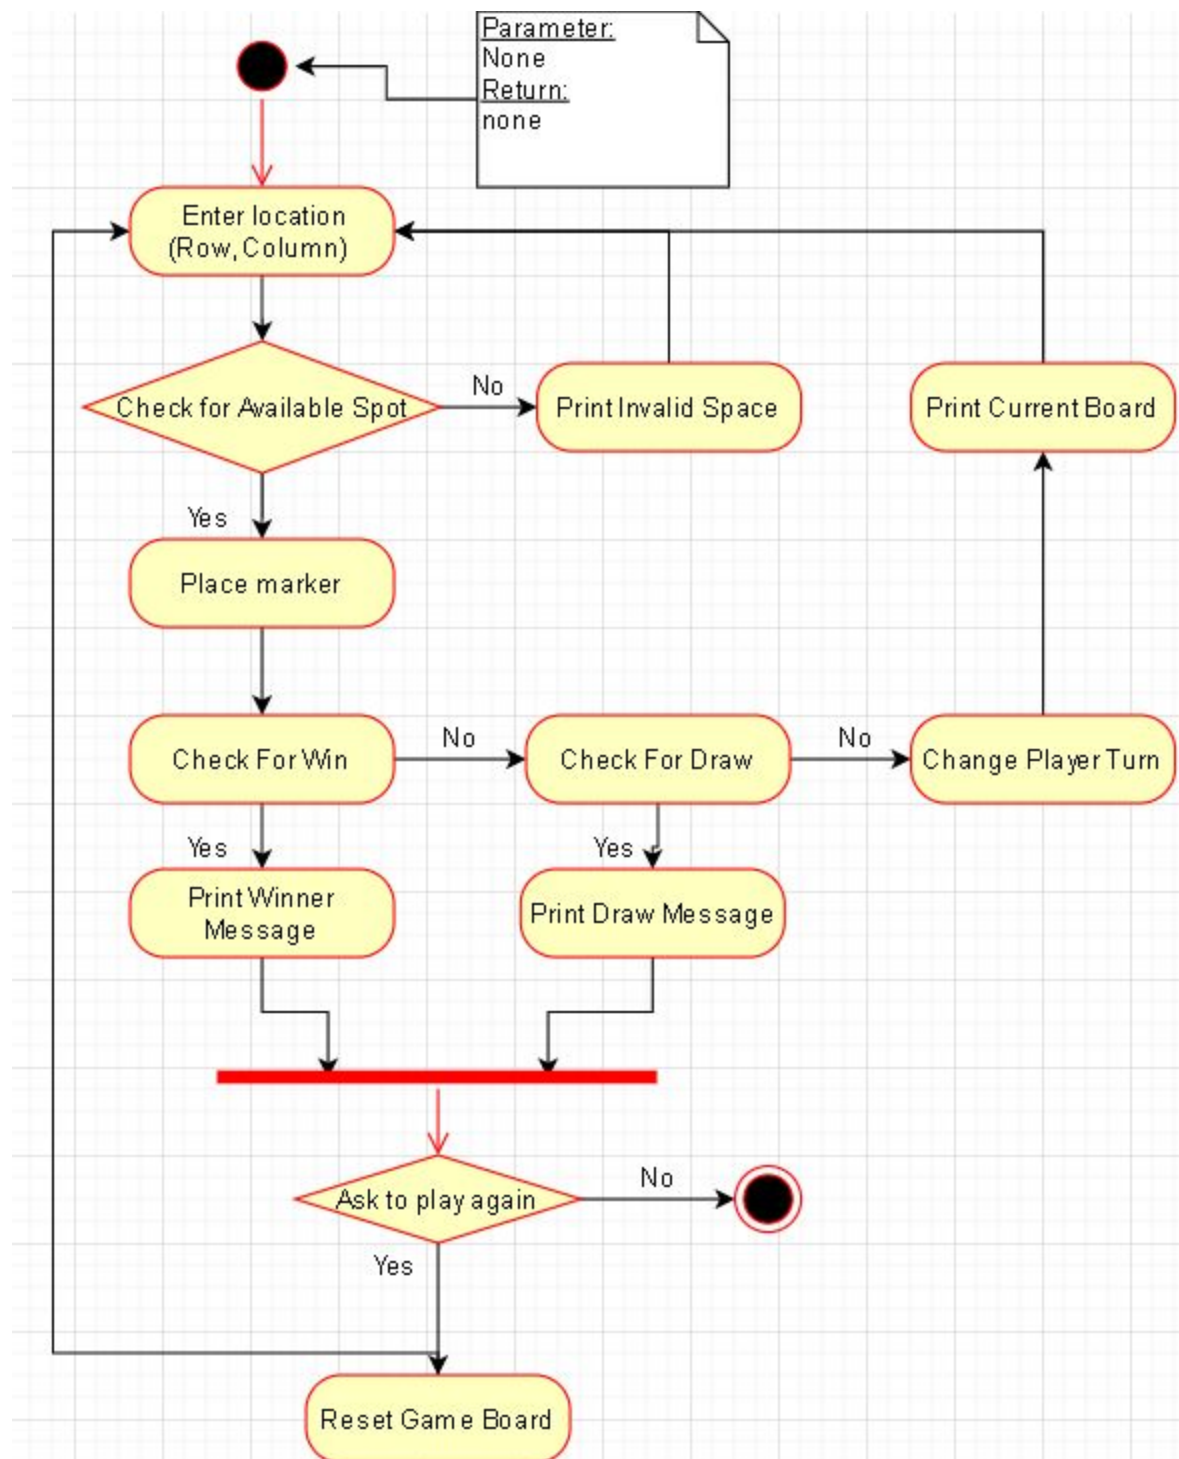 Parameter:
None
Return:
none
Enter location
(Row, Column)
Check for Available Spot
No
Print Invalid Space
Print Current Board
Yes
Place marker
Check For Win
No
Check For Draw
No
Change Player Turn
Yes
Yes
Print Winner
Message
Print Draw Message
Ask to play again
No
Yes
Reset Game Board